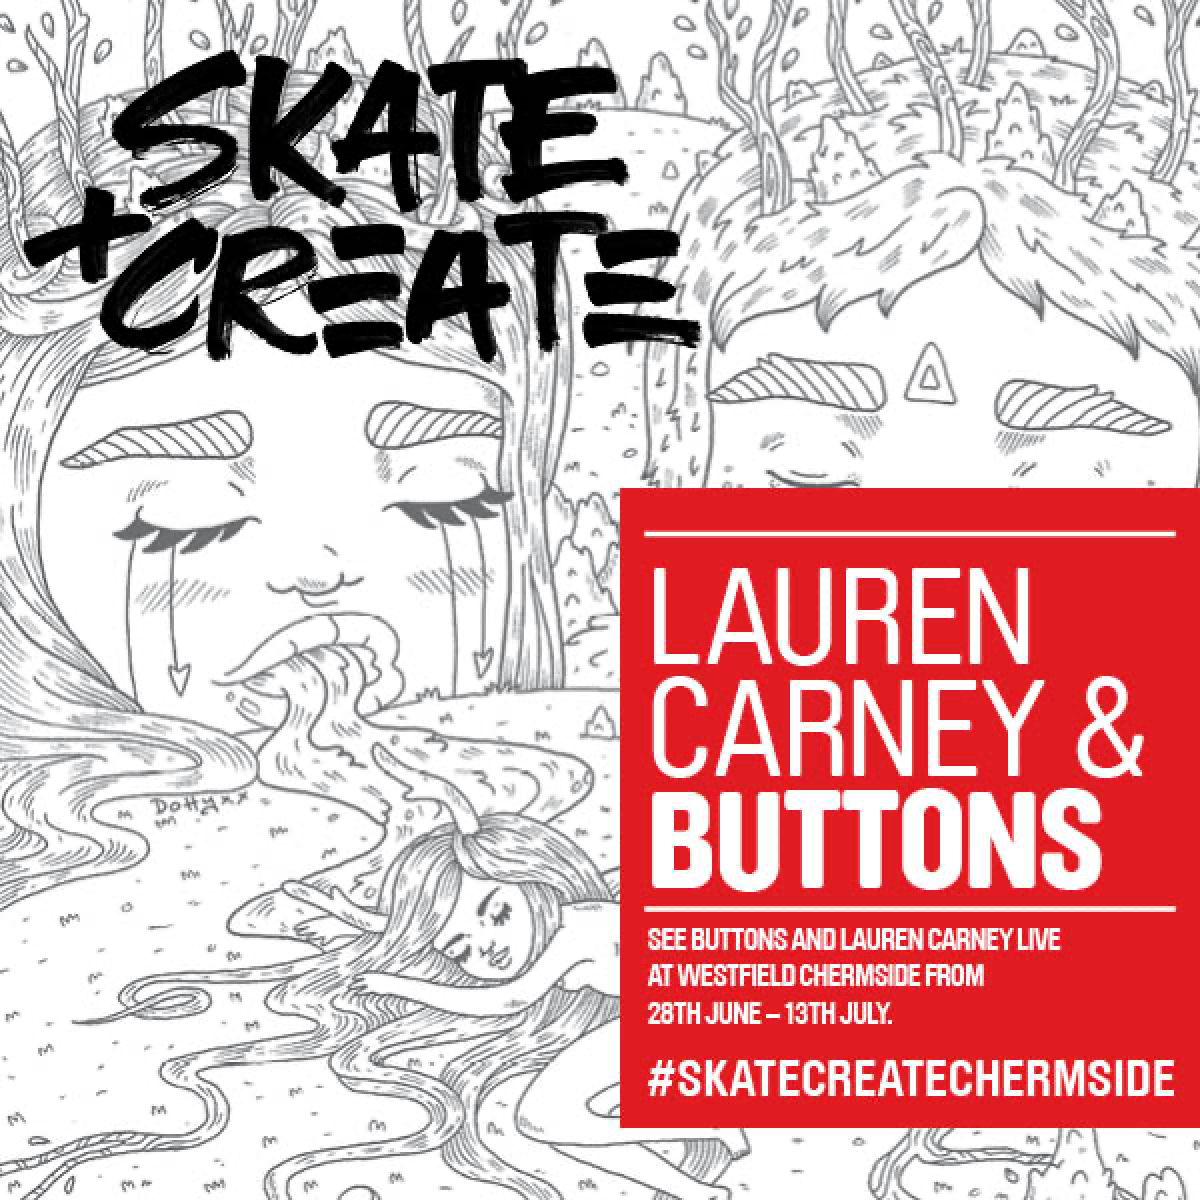 SKATE
+CREATE
LAUREN
CARNEY &
BUTTONS
SEE BUTTONS AND LAUREN CARNEY LIVE
AT WESTFIELD CHERMSIDE FROM
28TH JUNE – 13TH JULY.
#SKATECREATECHERMSIDE